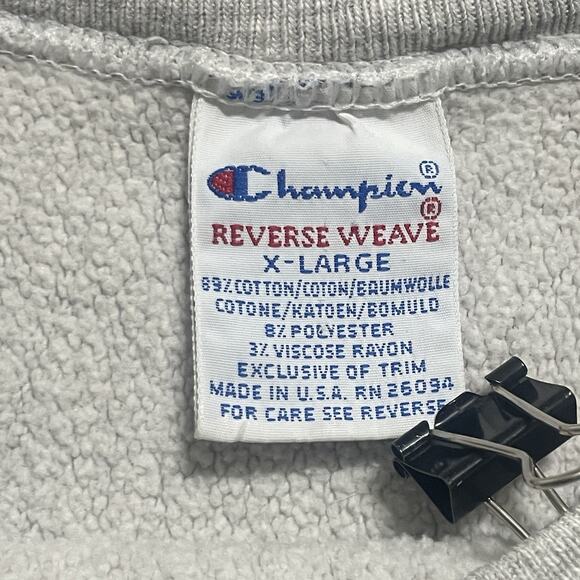 Champion®
REVERSE WEAVE®
X-LARGE
89% COTTON/COTON/BAUMWOLLE
COTONE/KATOEN/BOMULD
8% POLYESTER
3% VISCOSE RAYON
EXCLUSIVE OF TRIM
MADE IN U.S.A. RN 26094
FOR CARE SEE REVERSE